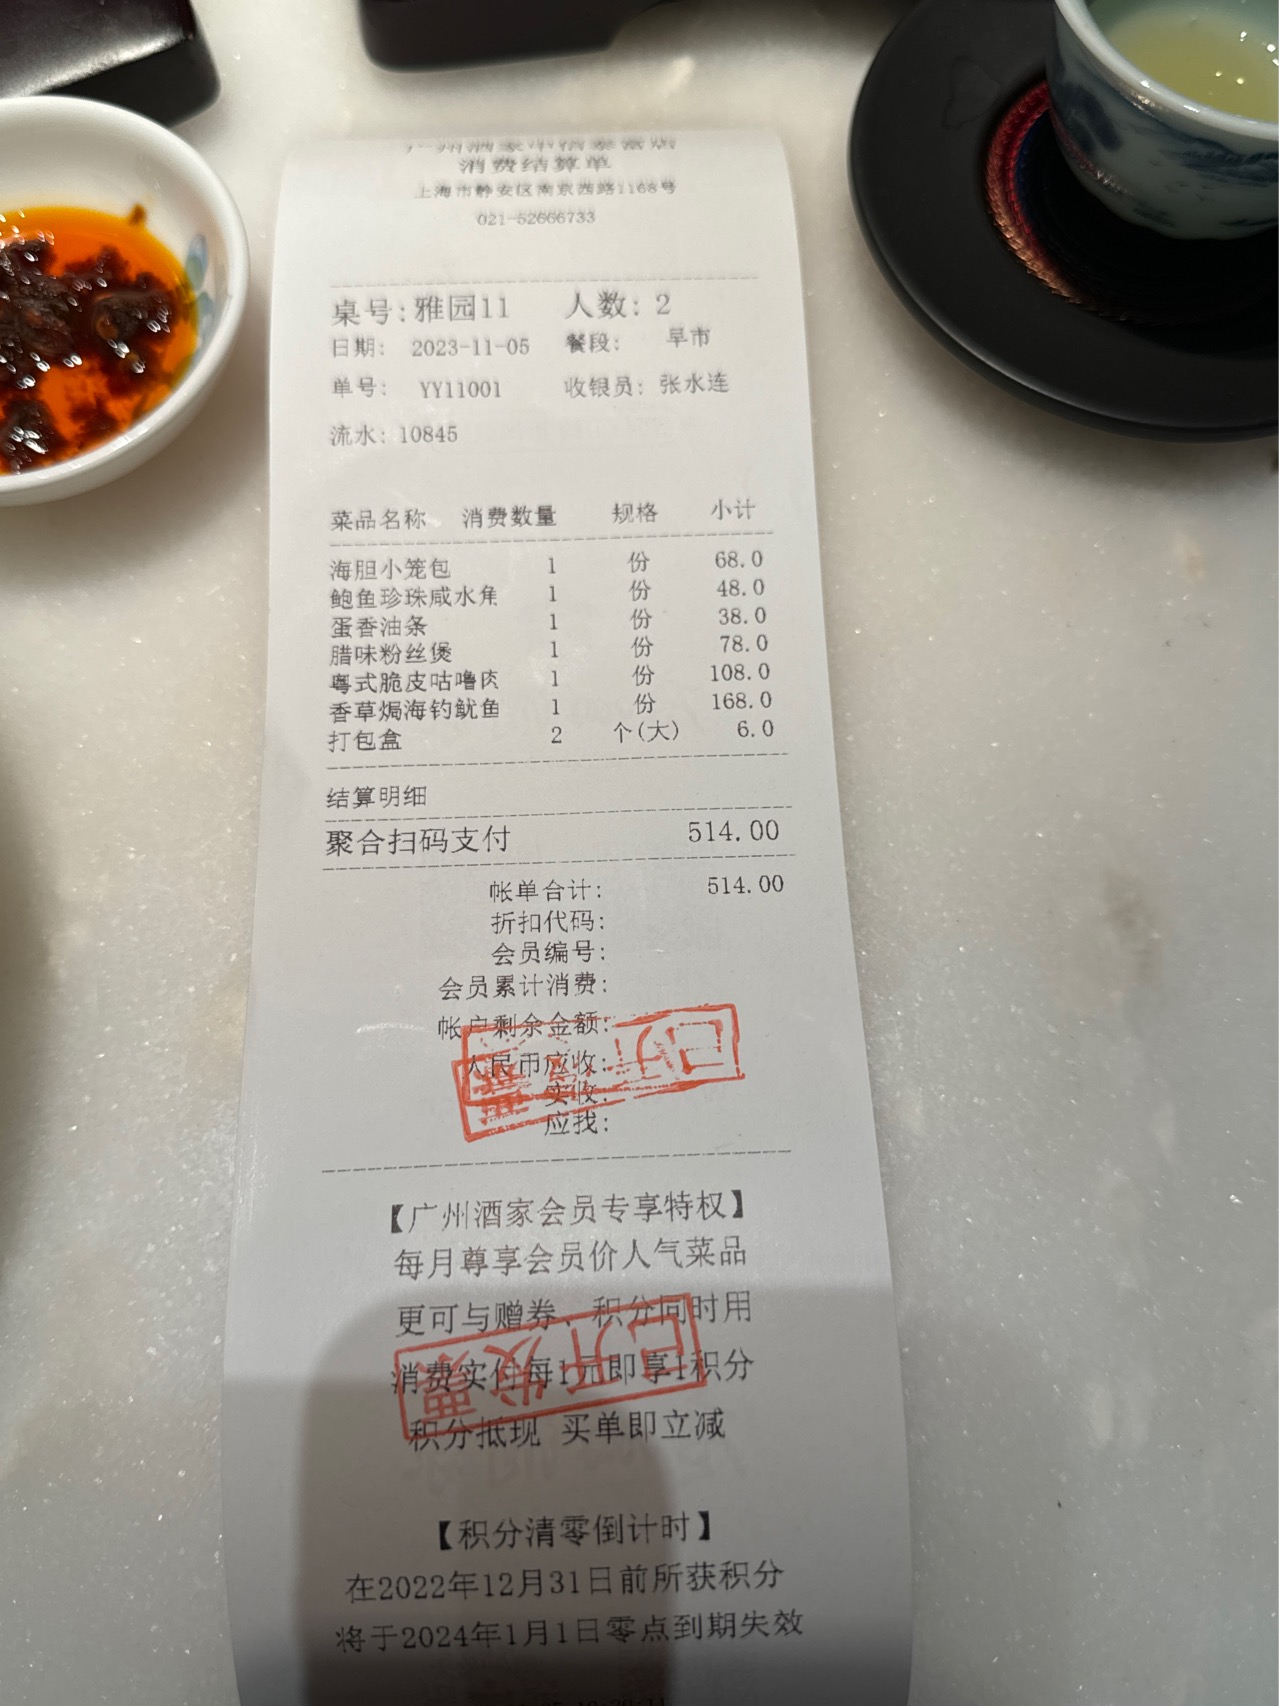 广州酒家中信泰富店
消费结算单
上海市静安区南京西路1168号
021-52666733
桌号:雅园11 人数: 2
日期: 2023-11-05 餐段: 早市
单号: YY11001 收银员: 张水连
流水: 10845
菜品名称 消费数量 规格 小计
海胆小笼包 1 份 68.0
鲍鱼珍珠咸水角 1 份 48.0
蛋香油条 1 份 38.0
腊味粉丝煲 1 份 78.0
粤式脆皮咕噜肉 1 份 108.0
香草焗海钓鱿鱼 1 份 168.0
打包盒 2 个(大) 6.0
结算明细
聚合扫码支付 514.00
帐单合计: 514.00
折扣代码:
会员编号:
会员累计消费:
帐户剩余金额:
人民币应收:
实收:
应找:
【广州酒家会员专享特权】
每月尊享会员价人气菜品
更可与赠券、积分同时用
消费实付每1元即享1积分
已开发票
积分抵现 买单即立减
【积分清零倒计时】
在2022年12月31日前所获积分
将于2024年1月1日零点到期失效